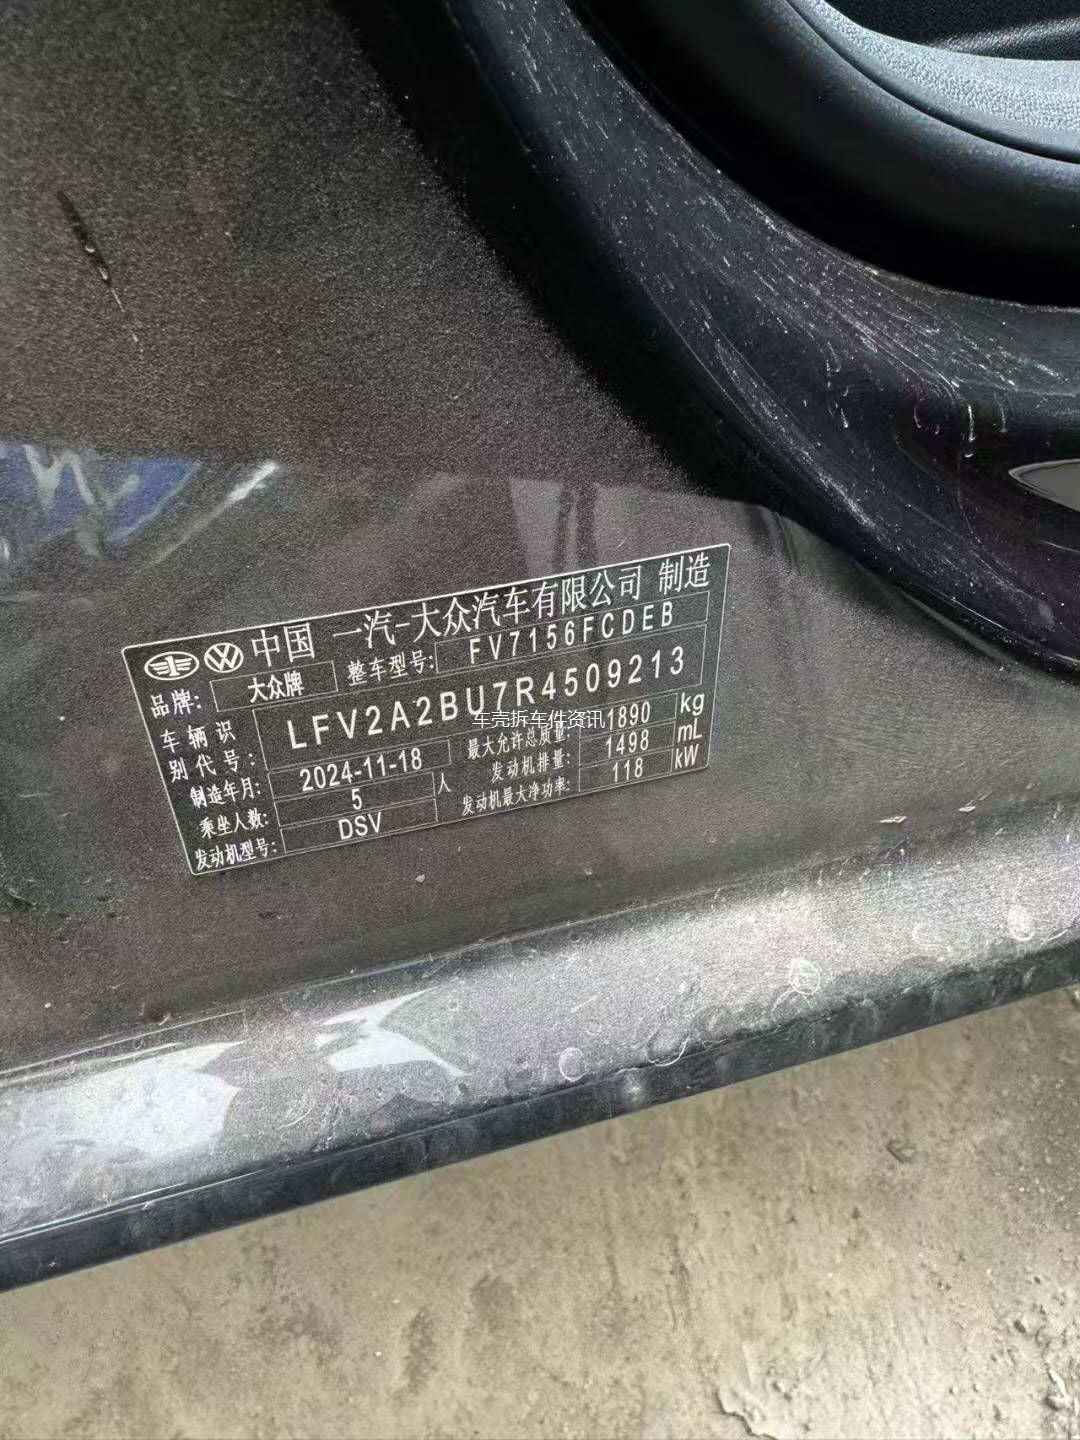 中国 一汽-大众汽车有限公司 制造
品牌: 大众牌 整车型号: FV7156FCDEB
车辆识别代号: LFV2A2BU7R4509213
制造年月: 2024-11-18 最大允许总质量: 1890 kg
乘坐人数: 5 人 发动机排量: 1498 mL
发动机型号: DSV 发动机最大净功率: 118 kW
车壳拆车件资讯